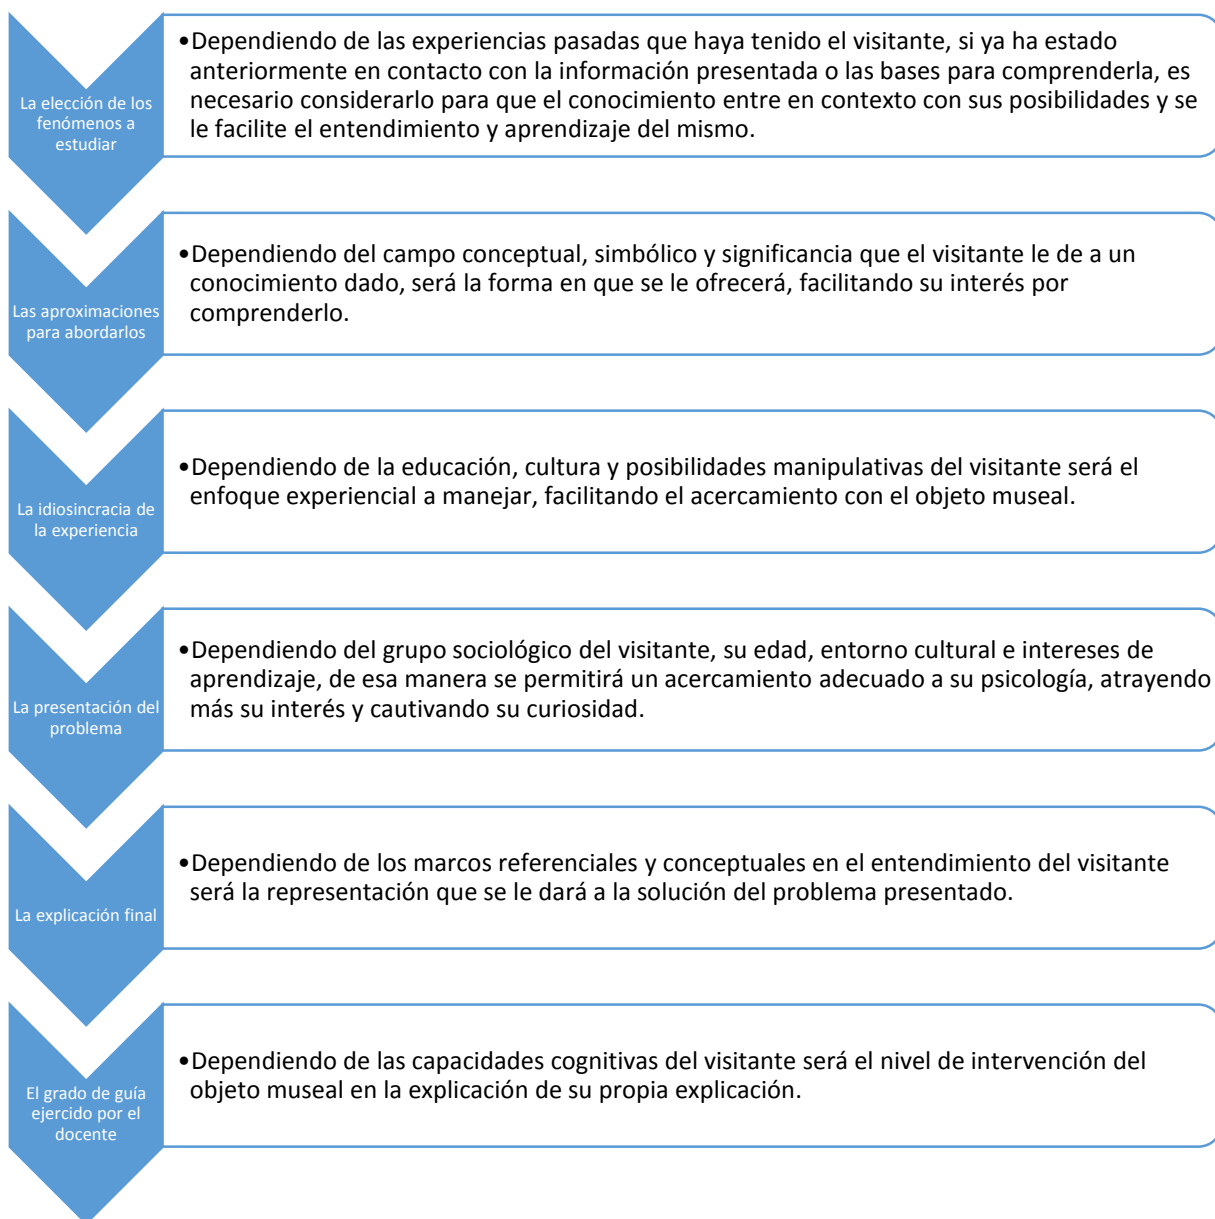 La elección de los
fenómenos a
estudiar
•Dependiendo de las experiencias pasadas que haya tenido el visitante, si ya ha estado
anteriormente en contacto con la información presentada o las bases para comprenderla, es
necesario considerarlo para que el conocimiento entre en contexto con sus posibilidades y se
le facilite el entendimiento y aprendizaje del mismo.
Las aproximaciones
para abordarlos
•Dependiendo del campo conceptual, simbólico y significancia que el visitante le de a un
conocimiento dado, será la forma en que se le ofrecerá, facilitando su interés por
comprenderlo.
La idiosincracia de
la experiencia
•Dependiendo de la educación, cultura y posibilidades manipulativas del visitante será el
enfoque experiencial a manejar, facilitando el acercamiento con el objeto museal.
La presentación del
problema
•Dependiendo del grupo sociológico del visitante, su edad, entorno cultural e intereses de
aprendizaje, de esa manera se permitirá un acercamiento adecuado a su psicología, atrayendo
más su interés y cautivando su curiosidad.
La explicación final
•Dependiendo de los marcos referenciales y conceptuales en el entendimiento del visitante
será la representación que se le dará a la solución del problema presentado.
El grado de guía
ejercido por el
docente
•Dependiendo de las capacidades cognitivas del visitante será el nivel de intervención del
objeto museal en la explicación de su propia explicación.